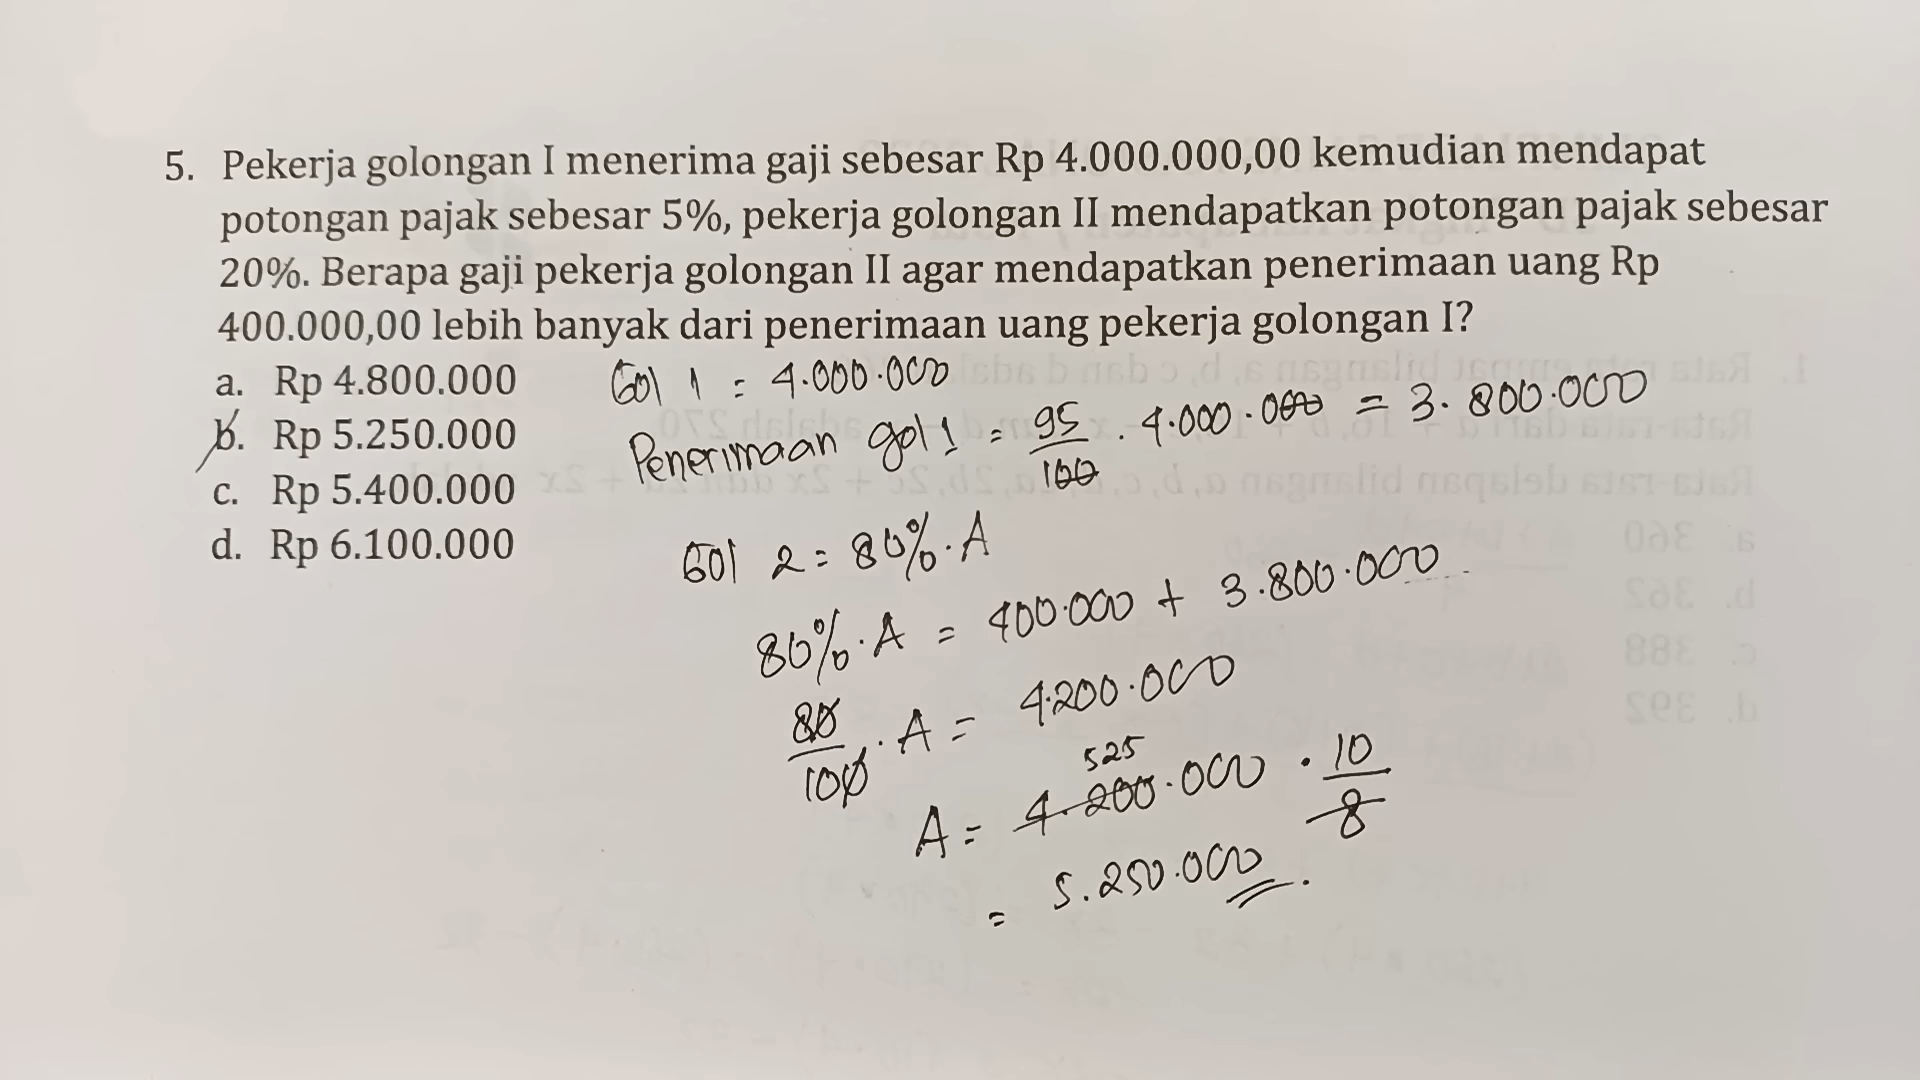 5. Pekerja golongan I menerima gaji sebesar Rp 4.000.000,00 kemudian mendapat
potongan pajak sebesar 5%, pekerja golongan II mendapatkan potongan pajak sebesar
20%. Berapa gaji pekerja golongan II agar mendapatkan penerimaan uang Rp
400.000,00 lebih banyak dari penerimaan uang pekerja golongan I?
a. Rp 4.800.000
b. Rp 5.250.000
c. Rp 5.400.000
d. Rp 6.100.000
Gol 1 = 4.000.000
Penerimaan gol 1 = 95/100 . 4.000.000 = 3.800.000
Gol 2 = 80% . A
80% . A = 400.000 + 3.800.000
80/100 . A = 4.200.000
525
A = 4.200.000 . 10/8
= 5.250.000